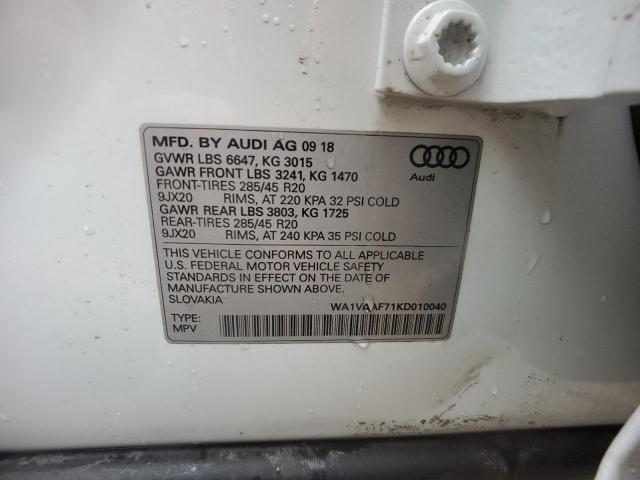 MFD. BY AUDI AG 09 18
GVWR LBS 6647, KG 3015
GAWR FRONT LBS 3241, KG 1470
FRONT-TIRES 285/45 R20
9JX20 RIMS, AT 220 KPA 32 PSI COLD
GAWR REAR LBS 3803, KG 1725
REAR-TIRES 285/45 R20
9JX20 RIMS, AT 240 KPA 35 PSI COLD
Audi
THIS VEHICLE CONFORMS TO ALL APPLICABLE
U.S. FEDERAL MOTOR VEHICLE SAFETY
STANDARDS IN EFFECT ON THE DATE OF
MANUFACTURE SHOWN ABOVE.
SLOVAKIA
WA1VAAF71KD010040
TYPE:
MPV